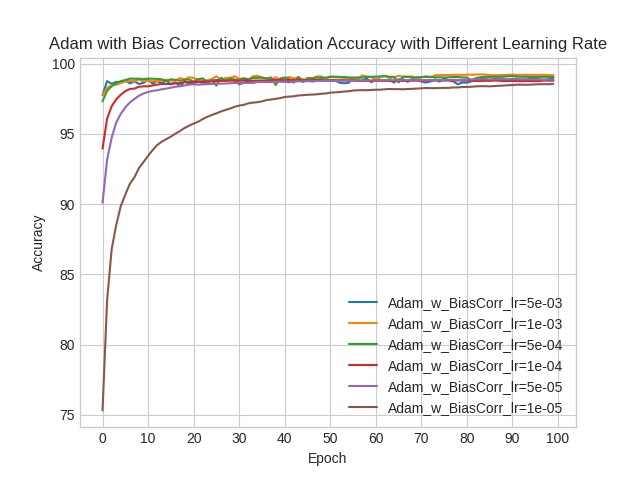 Adam with Bias Correction Validation Accuracy with Different Learning Rate
100
95
90
85
80
75
Accuracy
Adam_w_BiasCorr_lr=5e-03
Adam_w_BiasCorr_lr=1e-03
Adam_w_BiasCorr_lr=5e-04
Adam_w_BiasCorr_lr=1e-04
Adam_w_BiasCorr_lr=5e-05
Adam_w_BiasCorr_lr=1e-05
0 10 20 30 40 50 60 70 80 90 100
Epoch